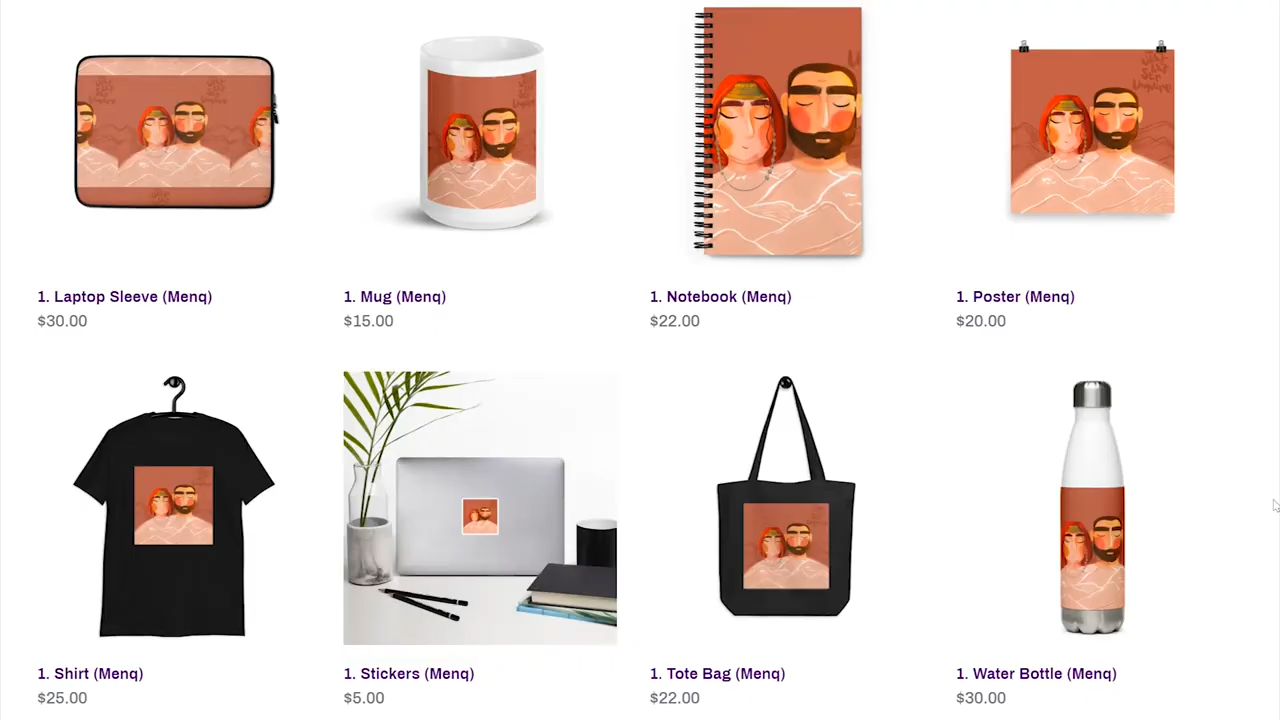 1. Laptop Sleeve (Menq)
$30.00
1. Mug (Menq)
$15.00
1. Notebook (Menq)
$22.00
1. Poster (Menq)
$20.00
1. Shirt (Menq)
$25.00
1. Stickers (Menq)
$5.00
1. Tote Bag (Menq)
$22.00
1. Water Bottle (Menq)
$30.00